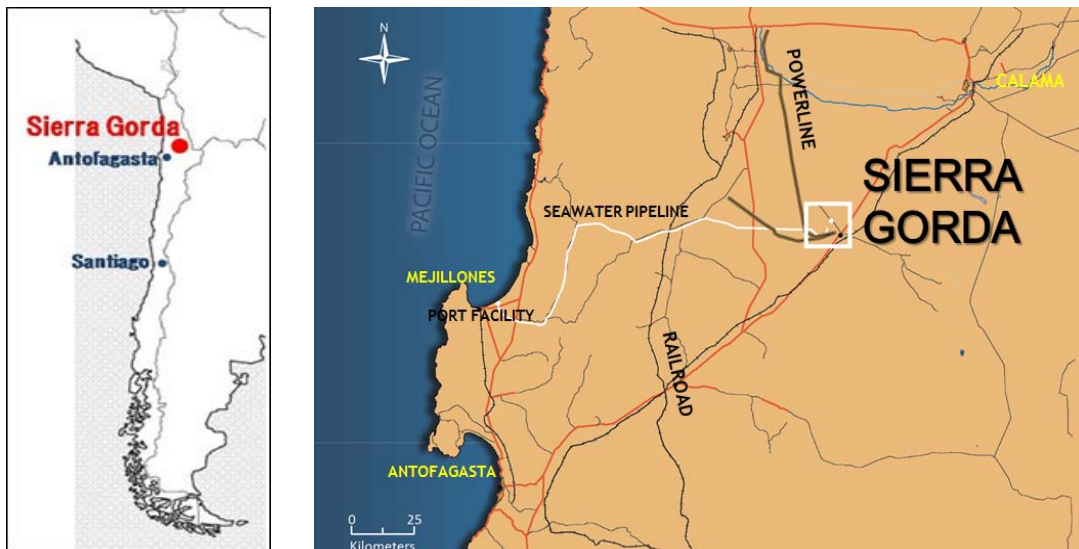 Sierra Gorda
Antofagasta
Santiago
N
PACIFIC OCEAN
POWERLINE
CALAMA
SIERRA
GORDA
SEAWATER PIPELINE
MEJILLONES
PORT FACILITY
RAILROAD
ANTOFAGASTA
0 25
Kilometers